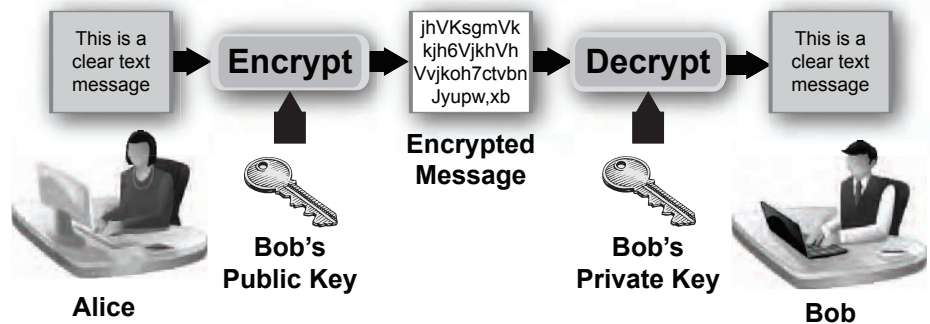 This is a
clear text
message
Encrypt
jhVKsgmVk
kjh6VjkhVh
Vvjkoh7ctvbn
Jyupw,xb
Decrypt
This is a
clear text
message
Encrypted
Message
Bob's
Public Key
Bob's
Private Key
Alice
Bob